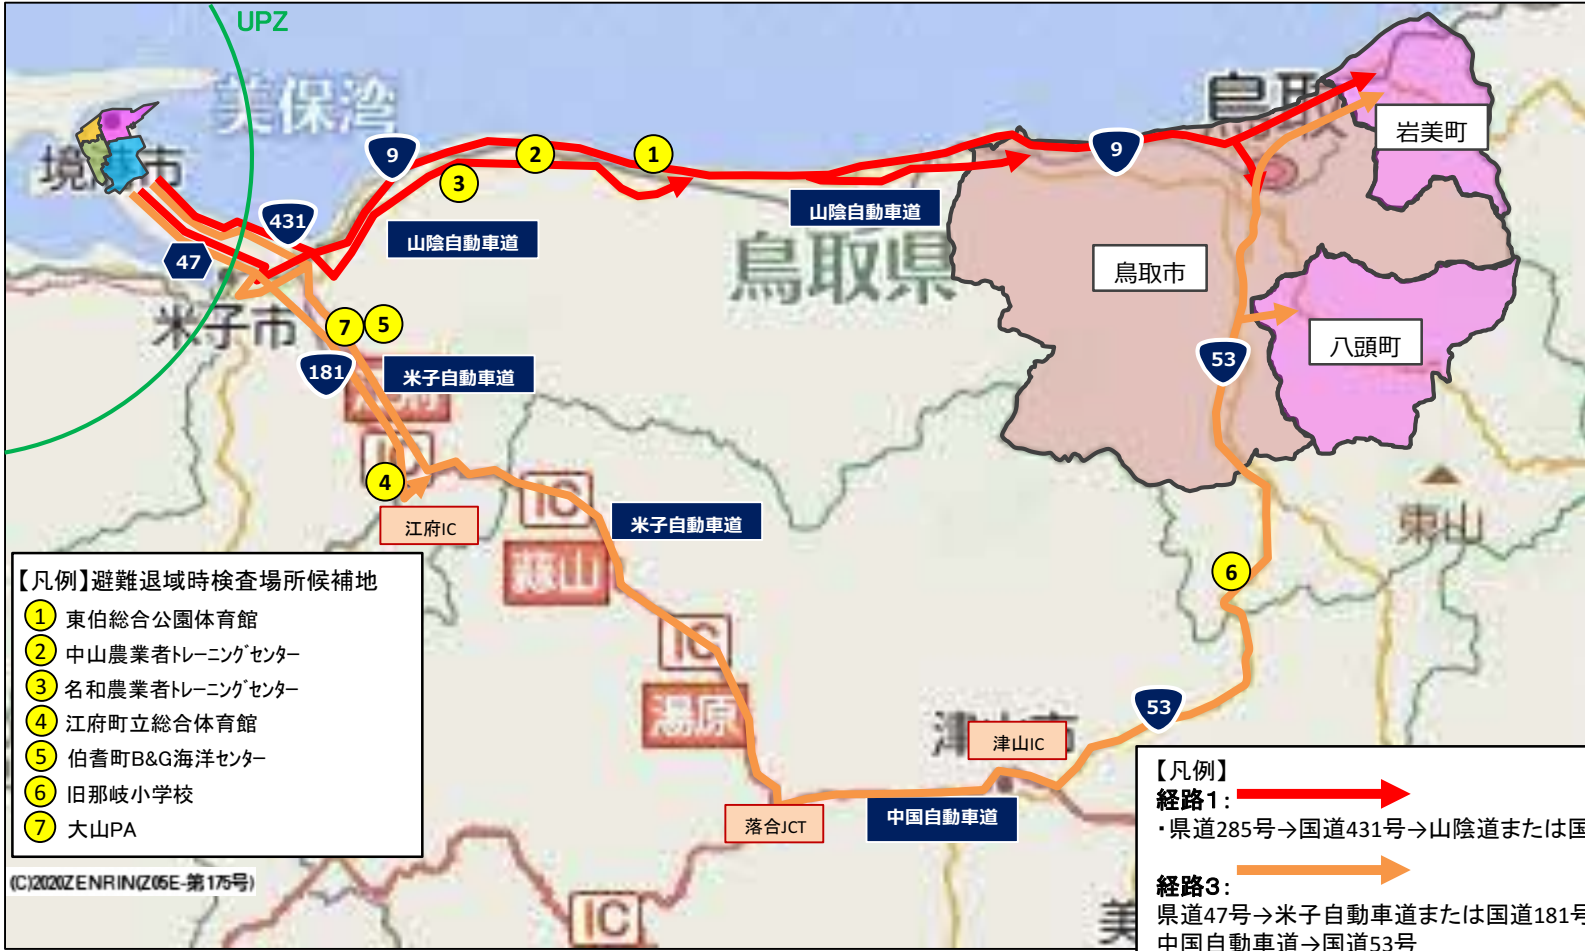 UPZ
美保湾
境港市
431
47
米子市
9
2
1
3
山陰自動車道
山陰自動車道
9
鳥取
岩美町
鳥取県
鳥取市
八頭町
53
7
5
181
米子自動車道
IC
4
江府IC
IC
蒜山
米子自動車道
IC
湯原
東山
6
53
津山IC
落合JCT
中国自動車道
IC
美
【凡例】避難退域時検査場所候補地
1 東伯総合公園体育館
2 中山農業者トレーニングセンター
3 名和農業者トレーニングセンター
4 江府町立総合体育館
5 伯耆町B&G海洋センター
6 旧那岐小学校
7 大山PA
(C)2020ZENRIN(Z05E-第175号)
【凡例】
経路1:
・県道285号→国道431号→山陰道または国
経路3:
県道47号→米子自動車道または国道181号
中国自動車道→国道53号